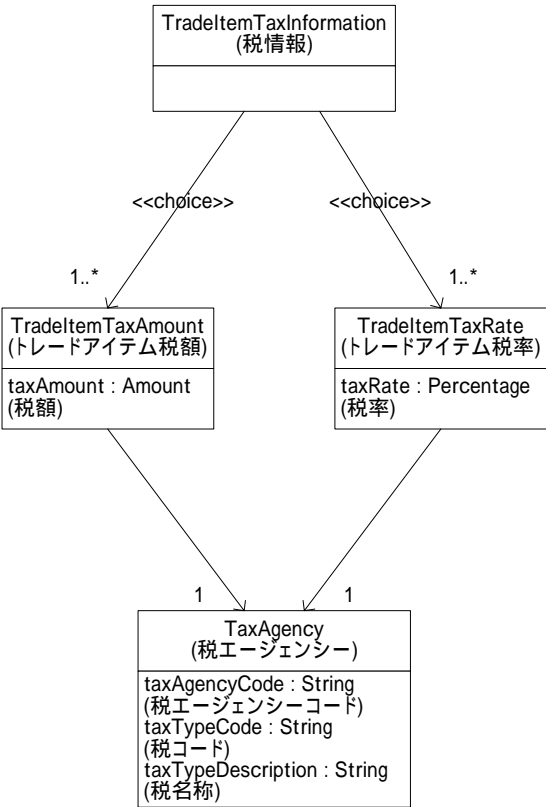 TradeItemTaxInformation
(税情報)
<<choice>>
<<choice>>
1..*
1..*
TradeItemTaxAmount
(トレードアイテム税額)
taxAmount : Amount
(税額)
TradeItemTaxRate
(トレードアイテム税率)
taxRate : Percentage
(税率)
1
1
TaxAgency
(税エージェンシー)
taxAgencyCode : String
(税エージェンシーコード)
taxTypeCode : String
(税コード)
taxTypeDescription : String
(税名称)